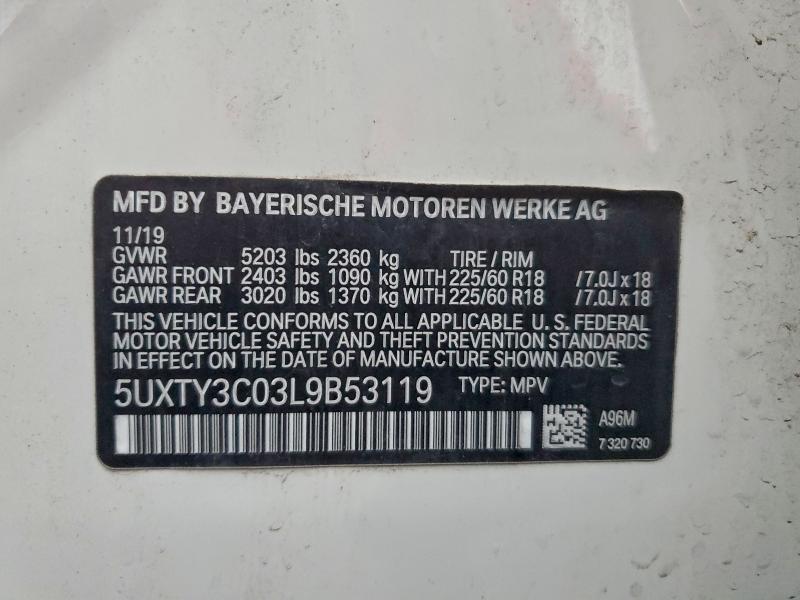 MFD BY BAYERISCHE MOTOREN WERKE AG
11/19
GVWR 5203 lbs 2360 kg TIRE / RIM
GAWR FRONT 2403 lbs 1090 kg WITH 225/60 R18 / 7.0J x 18
GAWR REAR 3020 lbs 1370 kg WITH 225/60 R18 / 7.0J x 18
THIS VEHICLE CONFORMS TO ALL APPLICABLE U. S. FEDERAL
MOTOR VEHICLE SAFETY AND THEFT PREVENTION STANDARDS
IN EFFECT ON THE DATE OF MANUFACTURE SHOWN ABOVE.
5UXTY3C03L9B53119 TYPE: MPV
A96M
7 320 730